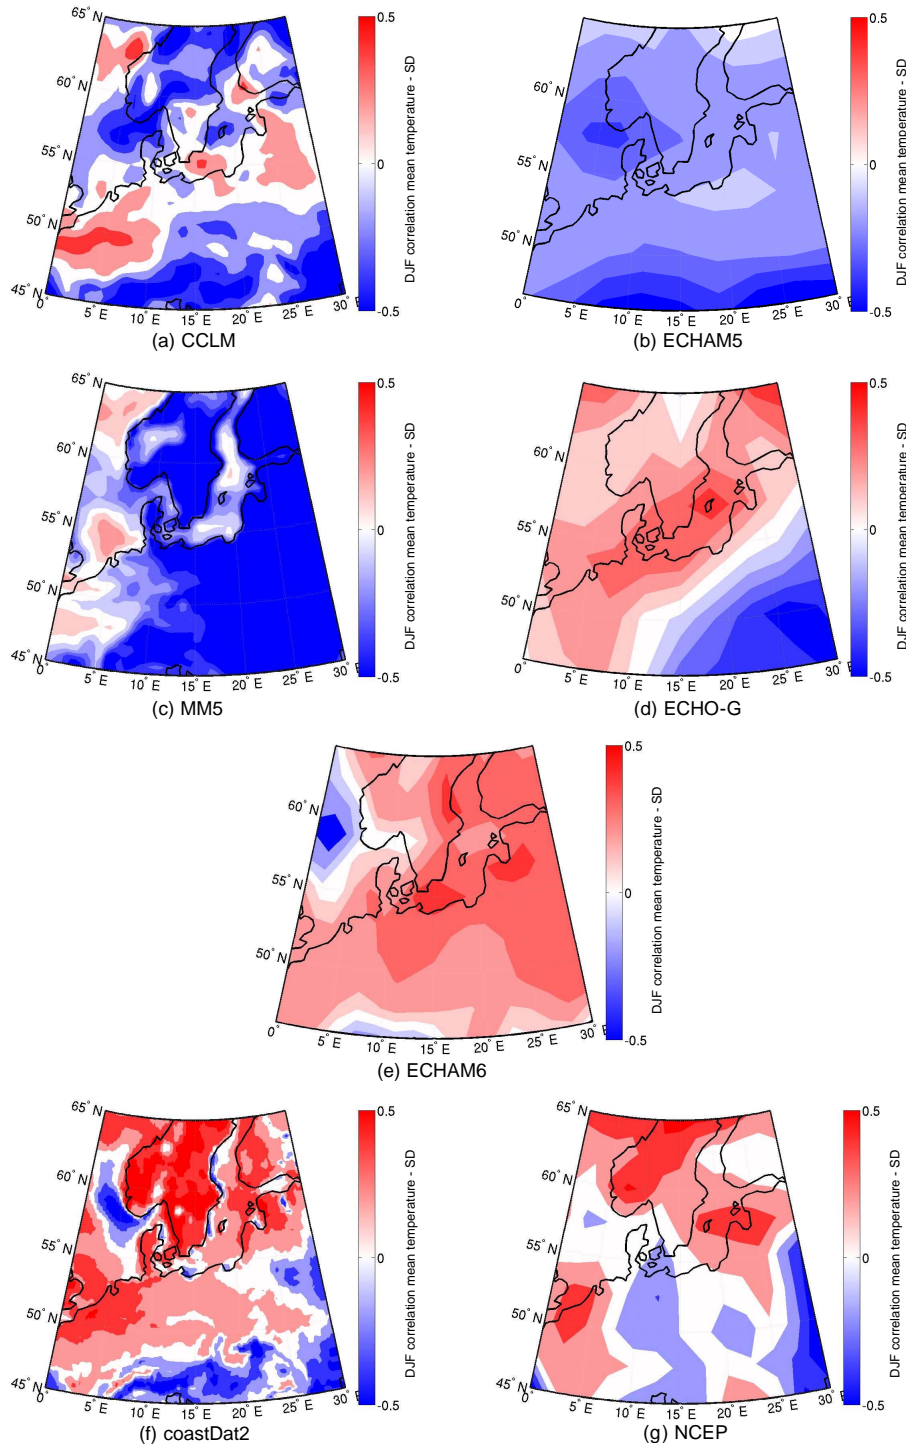 65° N
60° N
55° N
50° N
45° N
0°
5° E
10° E
15° E
20° E
25° E
30° E
0.5
0
-0.5
DJF correlation mean temperature - SD
(a) CCLM
65° N
60° N
55° N
50° N
0°
5° E
10° E
15° E
20° E
25° E
30° E
0.5
0
-0.5
DJF correlation mean temperature - SD
(b) ECHAM5
65° N
60° N
55° N
50° N
45° N
0°
5° E
10° E
15° E
20° E
25° E
30° E
0.5
0
-0.5
DJF correlation mean temperature - SD
(c) MM5
60° N
55° N
50° N
0°
5° E
10° E
15° E
20° E
25° E
30° E
0.5
0
-0.5
DJF correlation mean temperature - SD
(d) ECHO-G
60° N
55° N
50° N
0°
5° E
10° E
15° E
20° E
25° E
30° E
0.5
0
-0.5
DJF correlation mean temperature - SD
(e) ECHAM6
65° N
60° N
55° N
50° N
45° N
0°
5° E
10° E
15° E
20° E
25° E
30° E
0.5
0
-0.5
DJF correlation mean temperature - SD
(f) coastDat2
65° N
60° N
55° N
50° N
45° N
0°
5° E
10° E
15° E
20° E
25° E
30° E
0.5
0
-0.5
DJF correlation mean temperature - SD
(g) NCEP